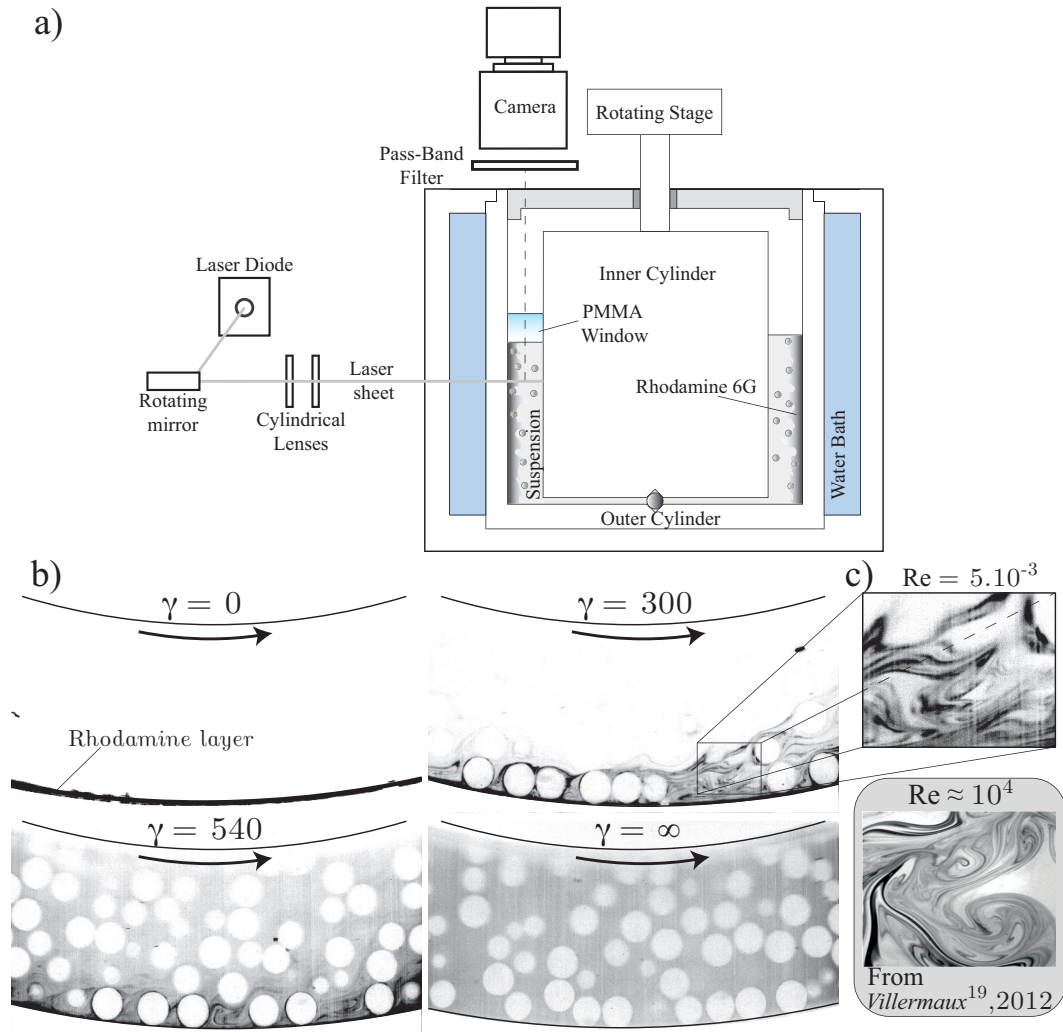 a)
Camera
Rotating Stage
Pass-Band
Filter
Laser Diode
Inner Cylinder
PMMA
Window
Laser
sheet
Rhodamine 6G
Rotating
mirror
Cylindrical
Lenses
Suspension
Water Bath
Outer Cylinder
b)
γ = 0
Rhodamine layer
γ = 300
γ = 540
γ = ∞
c)
Re = 5.10⁻³
Re ≈ 10⁴
From
Villermaux¹⁹,2012